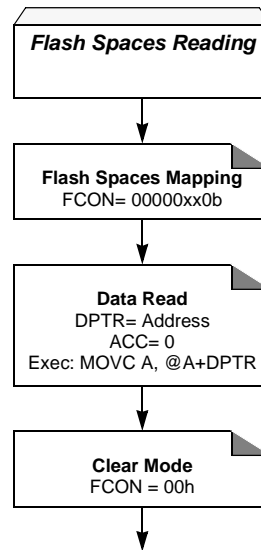 Flash Spaces Reading
Flash Spaces Mapping
FCON= 00000xx0b
Data Read
DPTR= Address
ACC= 0
Exec: MOVC A, @A+DPTR
Clear Mode
FCON = 00h